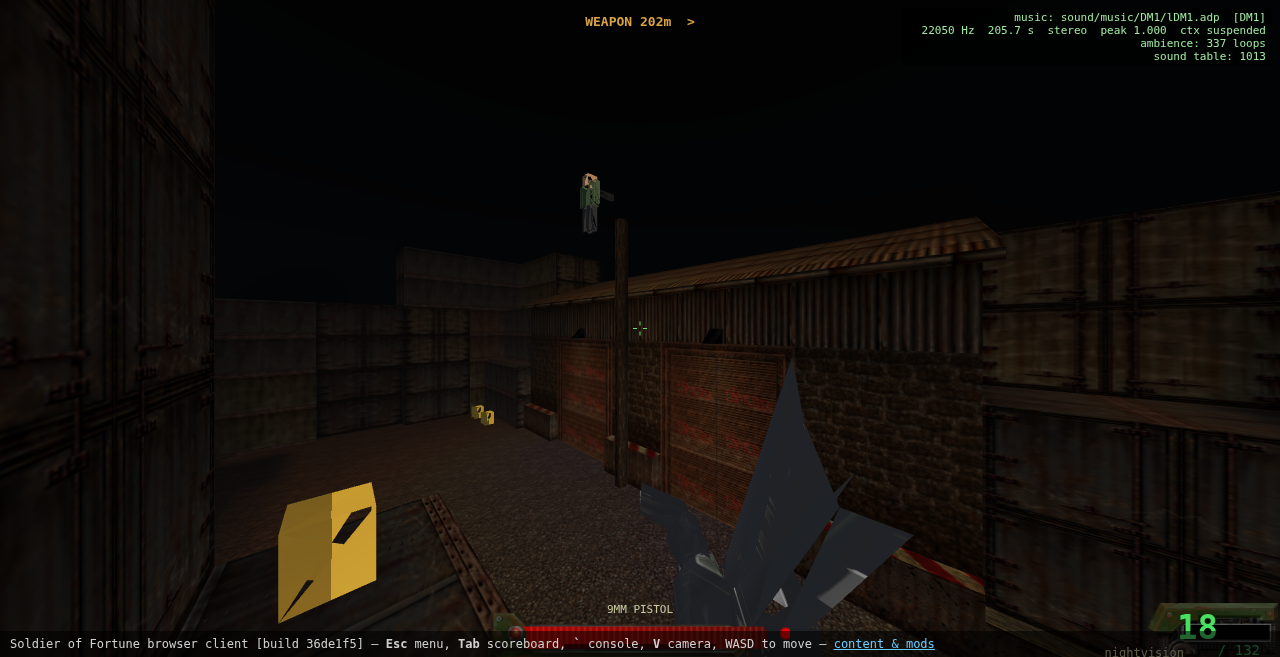 WEAPON 202m >
music: sound/music/DM1/lDM1.adp [DM1]
22050 Hz 205.7 s stereo peak 1.000 ctx suspended
ambience: 337 loops
sound table: 1013
9MM PISTOL
18
/ 132
nightvision
Soldier of Fortune browser client [build 36de1f5] — Esc menu, Tab scoreboard, ` console, V camera, WASD to move — content & mods